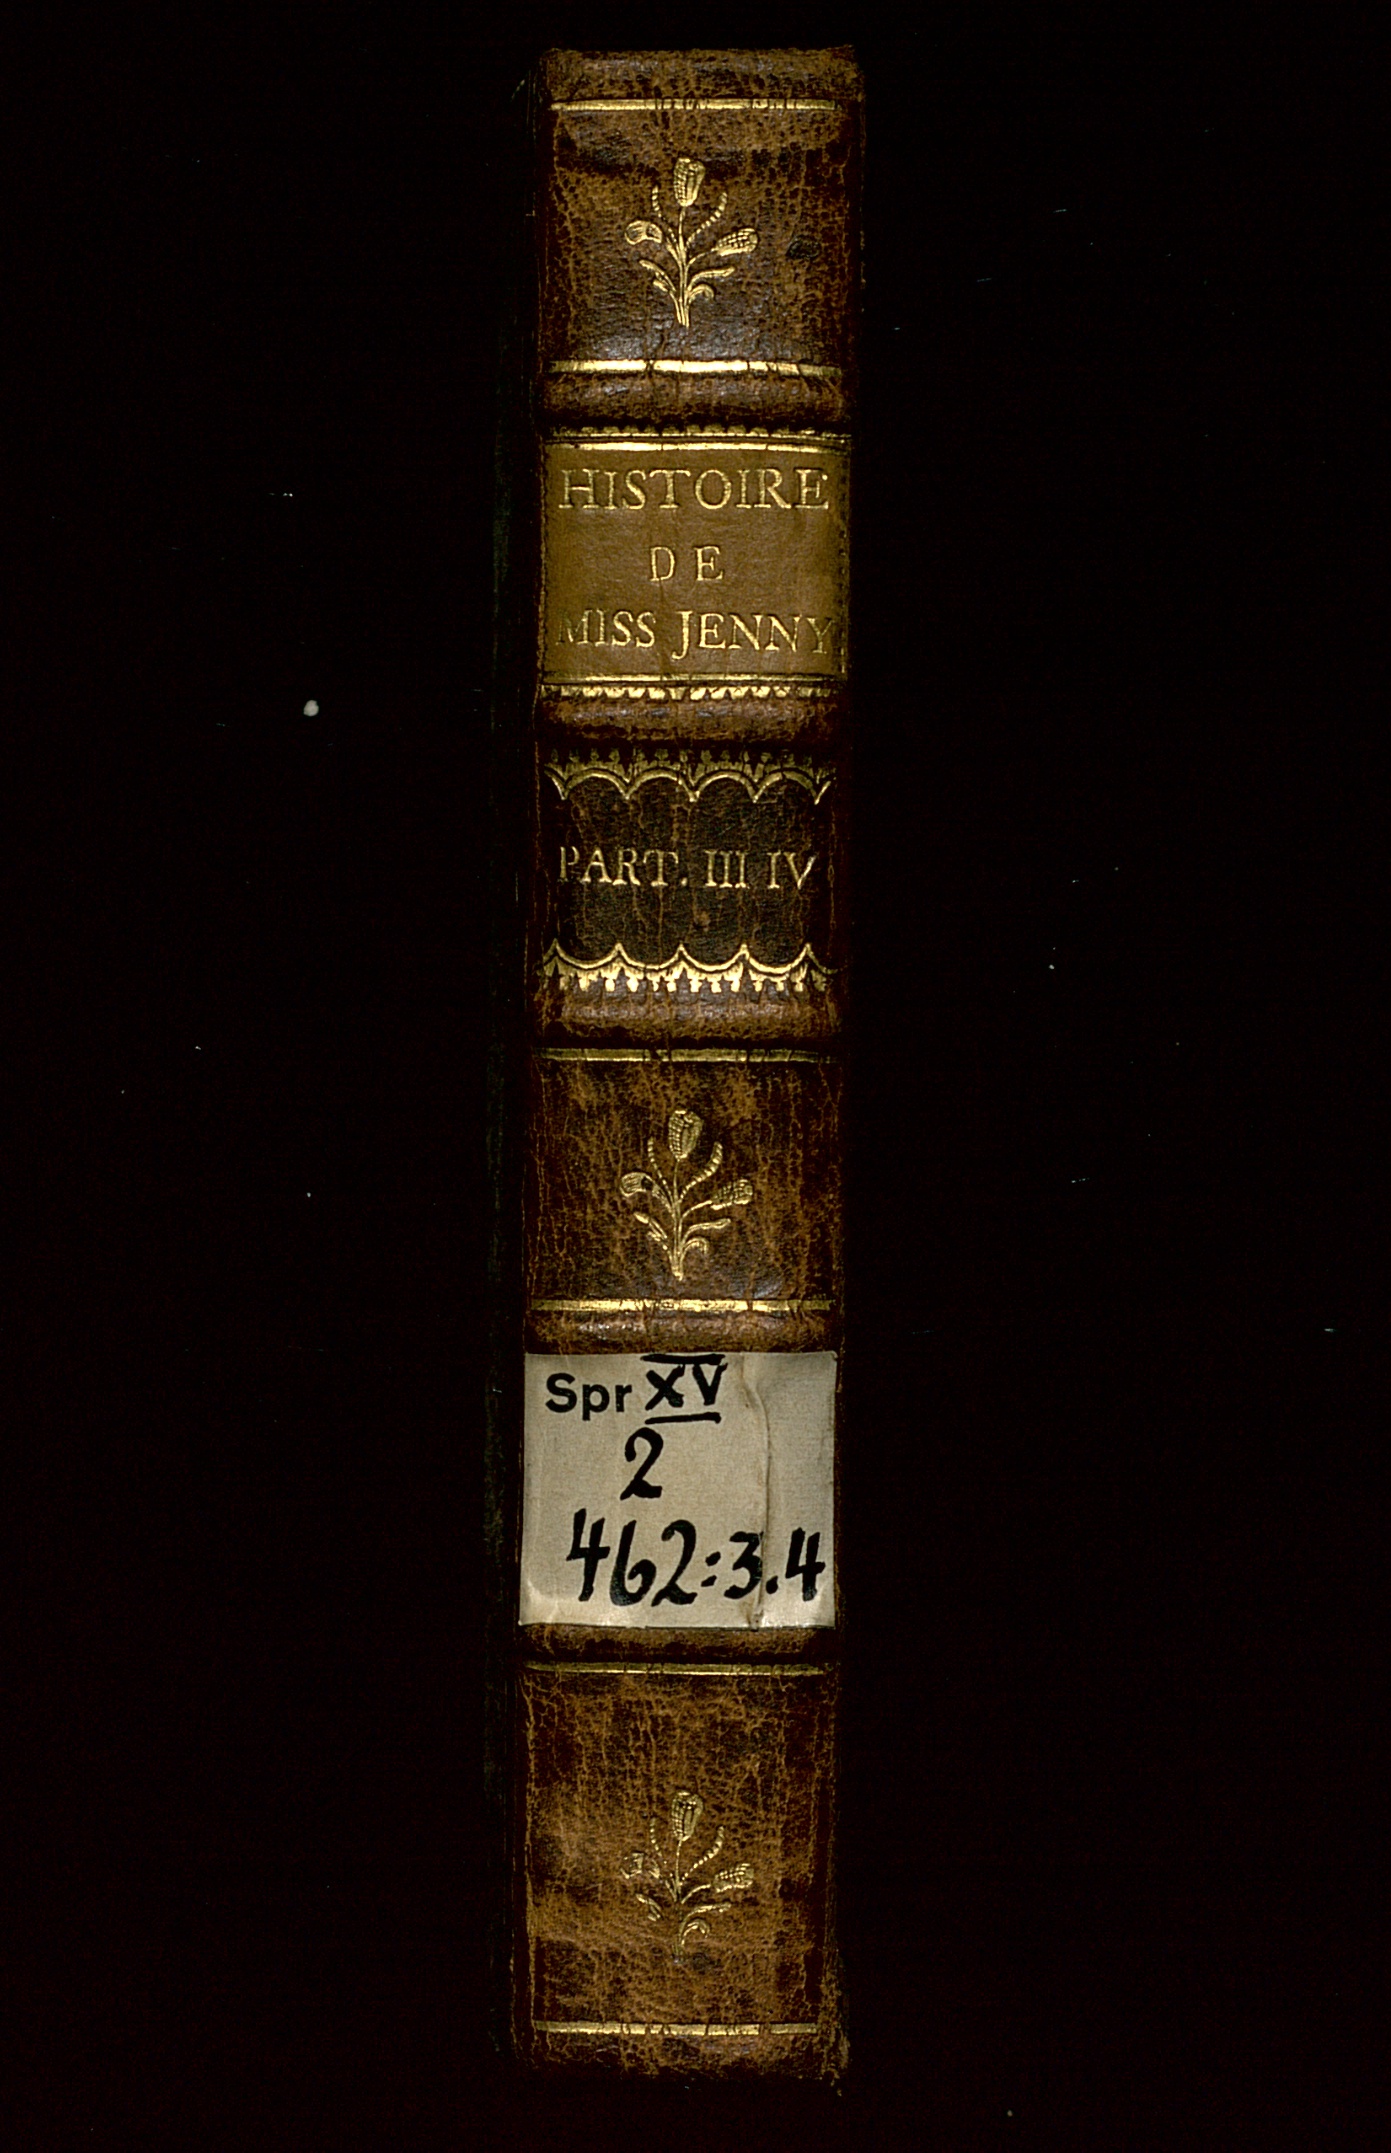 HISTOIRE
DE
MISS JENNY
PART. III IV
Spr XV
2
462:3.4